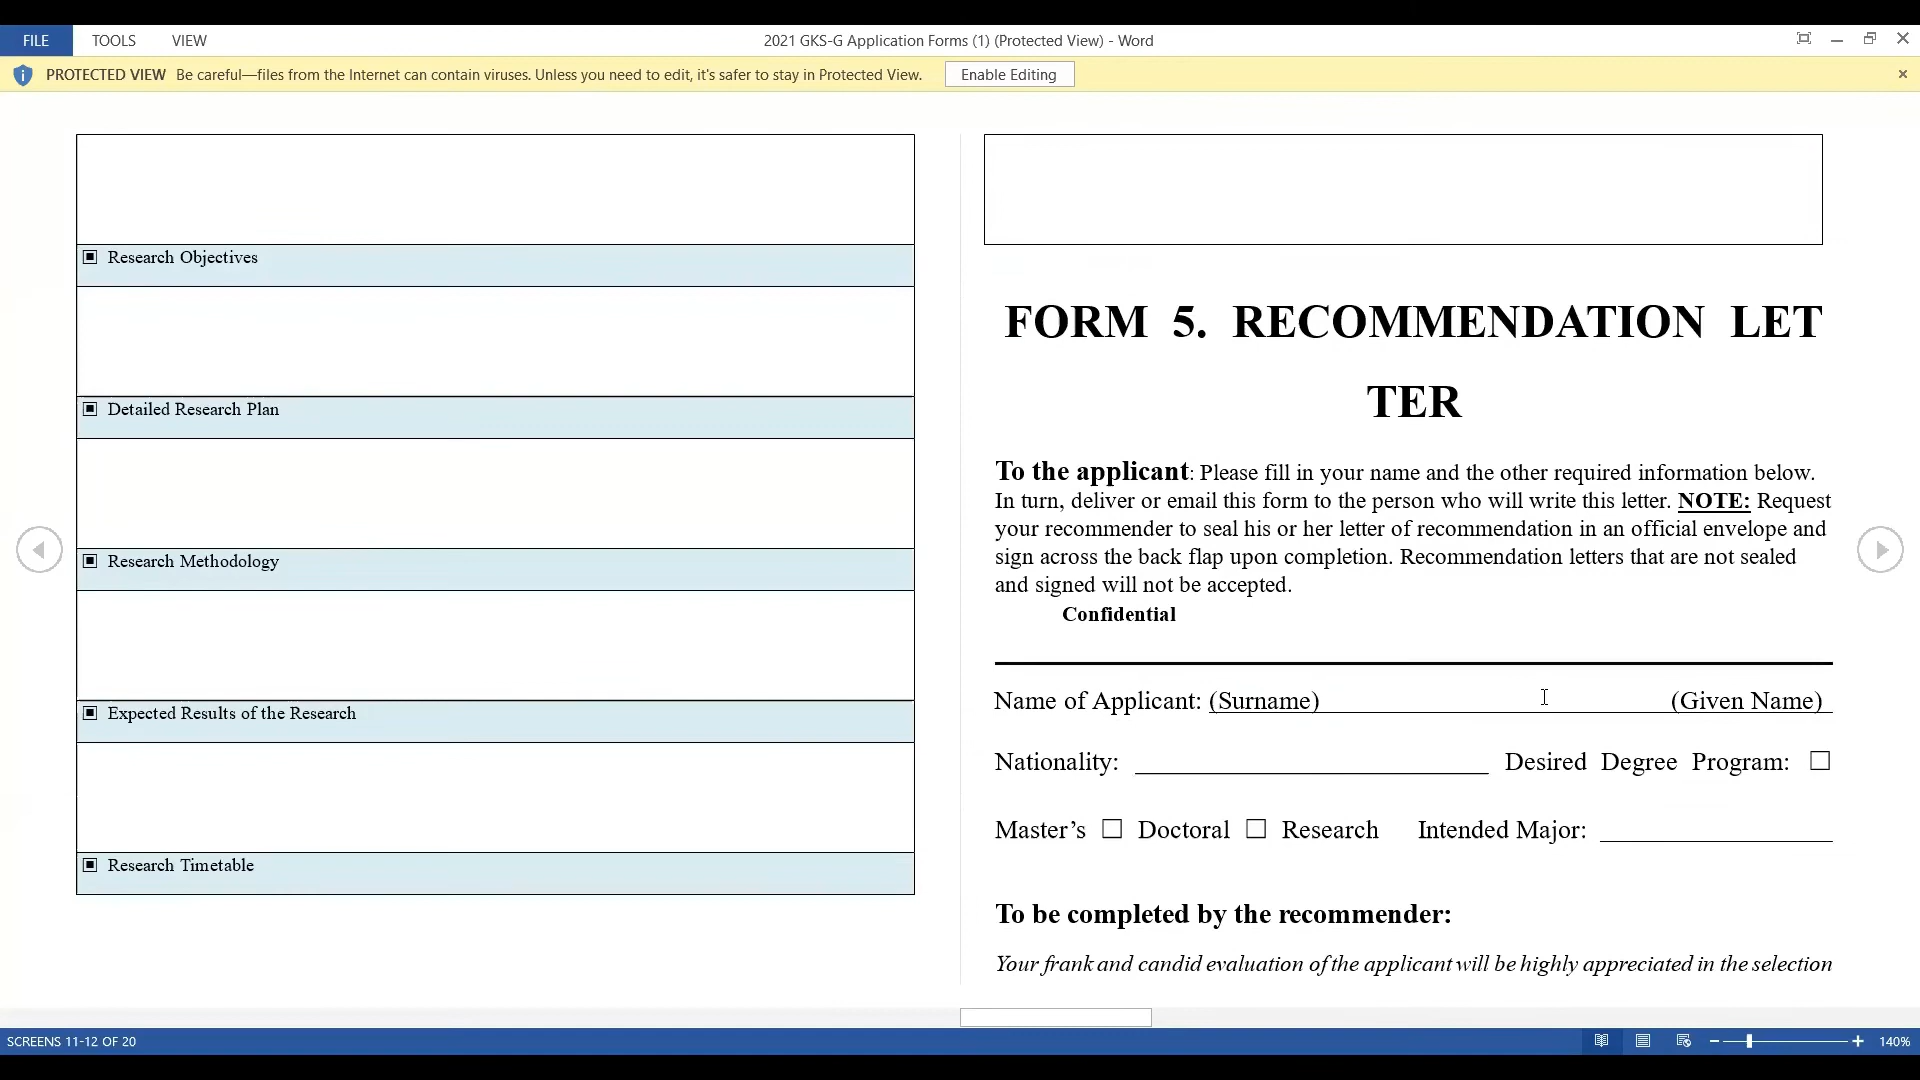 FILE TOOLS VIEW 2021 GKS-G Application Forms (1) (Protected View) - Word
PROTECTED VIEW Be careful—files from the Internet can contain viruses. Unless you need to edit, it's safer to stay in Protected View. Enable Editing
Research Objectives
Detailed Research Plan
Research Methodology
Expected Results of the Research
Research Timetable
FORM 5. RECOMMENDATION LET
TER
To the applicant: Please fill in your name and the other required information below.
In turn, deliver or email this form to the person who will write this letter. NOTE: Request
your recommender to seal his or her letter of recommendation in an official envelope and
sign across the back flap upon completion. Recommendation letters that are not sealed
and signed will not be accepted.
Confidential
Name of Applicant: (Surname) (Given Name)
Nationality: Desired Degree Program: ☐
Master’s ☐ Doctoral ☐ Research Intended Major:
To be completed by the recommender:
Your frank and candid evaluation of the applicant will be highly appreciated in the selection
SCREENS 11-12 OF 20 140%